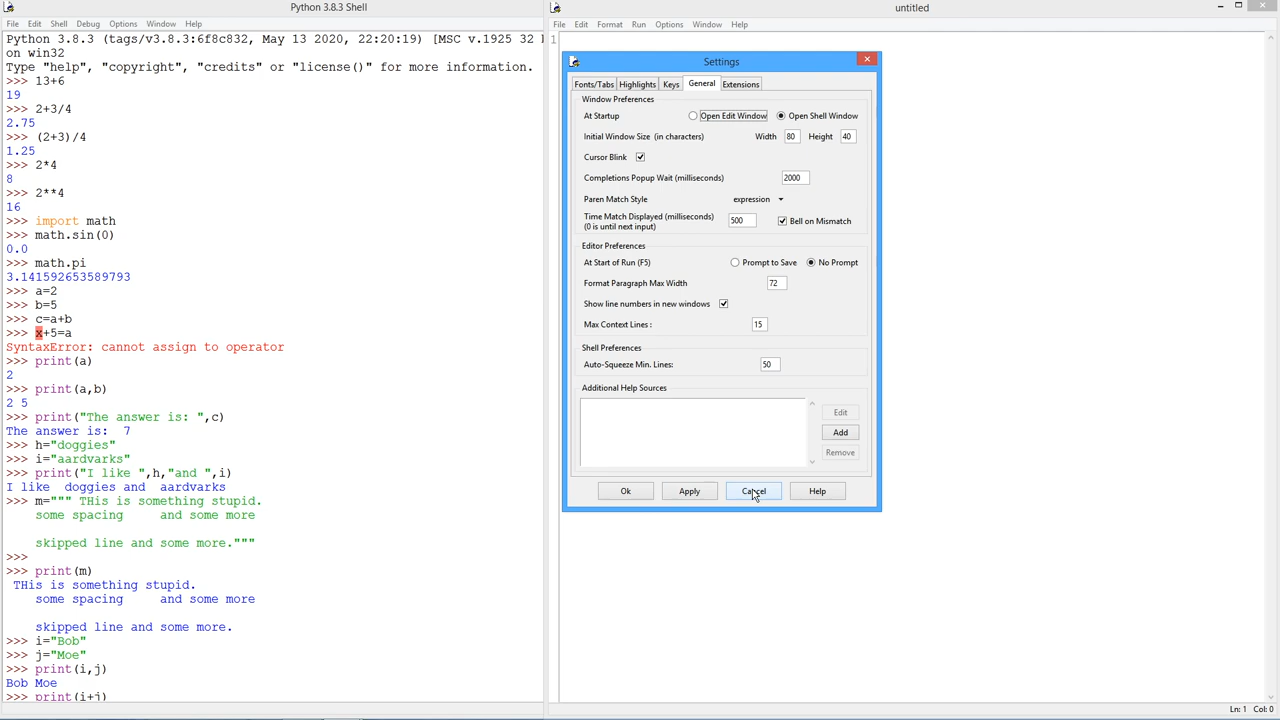 Python 3.8.3 Shell
File Edit Shell Debug Options Window Help
Python 3.8.3 (tags/v3.8.3:6f8c832, May 13 2020, 22:20:19) [MSC v.1925 32
on win32
Type "help", "copyright", "credits" or "license()" for more information.
>>> 13+6
19
>>> 2+3/4
2.75
>>> (2+3)/4
1.25
>>> 2*4
8
>>> 2**4
16
>>> import math
>>> math.sin(0)
0.0
>>> math.pi
3.141592653589793
>>> a=2
>>> b=5
>>> c=a+b
>>> x+5=a
SyntaxError: cannot assign to operator
>>> print(a)
2
>>> print(a,b)
2 5
>>> print("The answer is: ",c)
The answer is:  7
>>> h="doggies"
>>> i="aardvarks"
>>> print("I like ",h,"and ",i)
I like  doggies and  aardvarks
>>> m=""" THis is something stupid.
    some spacing     and some more

    skipped line and some more."""
>>>
>>> print(m)
 THis is something stupid.
    some spacing     and some more

    skipped line and some more.
>>> i="Bob"
>>> j="Moe"
>>> print(i,j)
Bob Moe
>>> print(i+j)
untitled
File Edit Format Run Options Window Help
1
Settings
Fonts/Tabs Highlights Keys General Extensions
Window Preferences
At Startup Open Edit Window Open Shell Window
Initial Window Size (in characters) Width 80 Height 40
Cursor Blink
Completions Popup Wait (milliseconds) 2000
Paren Match Style expression
Time Match Displayed (milliseconds)
(0 is until next input) 500 Bell on Mismatch
Editor Preferences
At Start of Run (F5) Prompt to Save No Prompt
Format Paragraph Max Width 72
Show line numbers in new windows
Max Context Lines : 15
Shell Preferences
Auto-Squeeze Min. Lines: 50
Additional Help Sources
Edit
Add
Remove
Ok Apply Cancel Help
Ln: 1 Col: 0